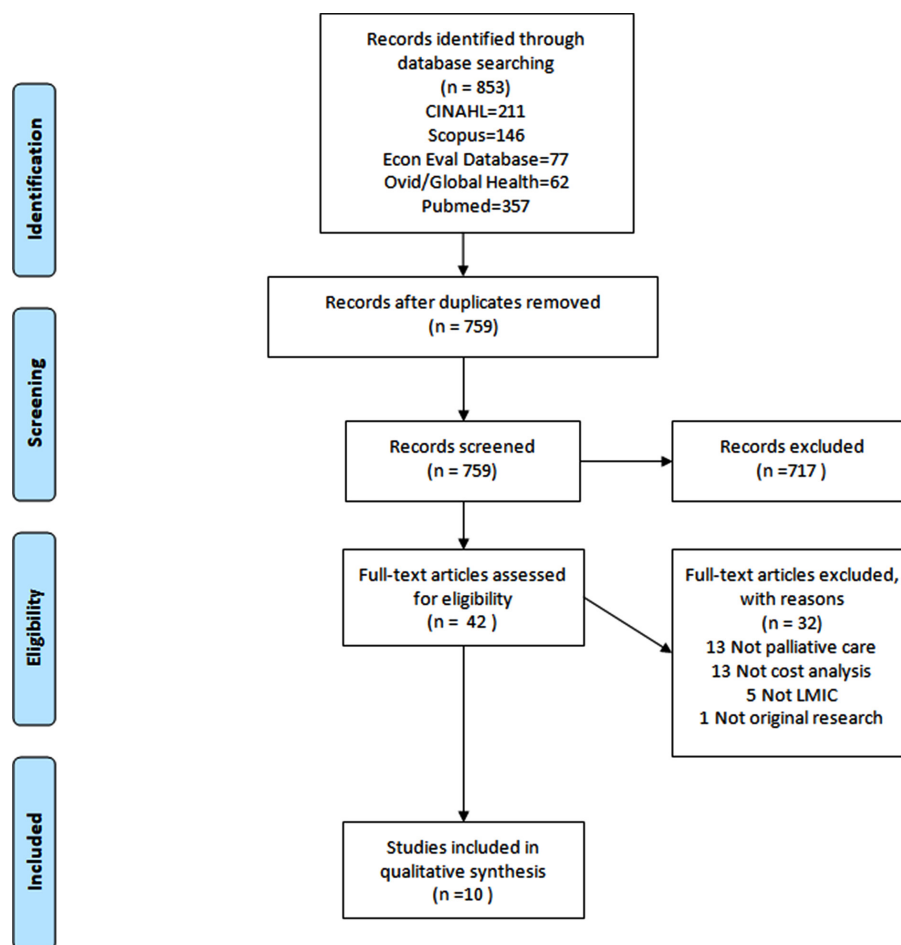 Identification
Records identified through
database searching
(n = 853)
CINAHL=211
Scopus=146
Econ Eval Database=77
Ovid/Global Health=62
Pubmed=357
Screening
Records after duplicates removed
(n = 759)
Records screened
(n = 759)
Records excluded
(n =717 )
Eligibility
Full-text articles assessed
for eligibility
(n = 42 )
Full-text articles excluded,
with reasons
(n = 32)
13 Not palliative care
13 Not cost analysis
5 Not LMIC
1 Not original research
Included
Studies included in
qualitative synthesis
(n =10 )